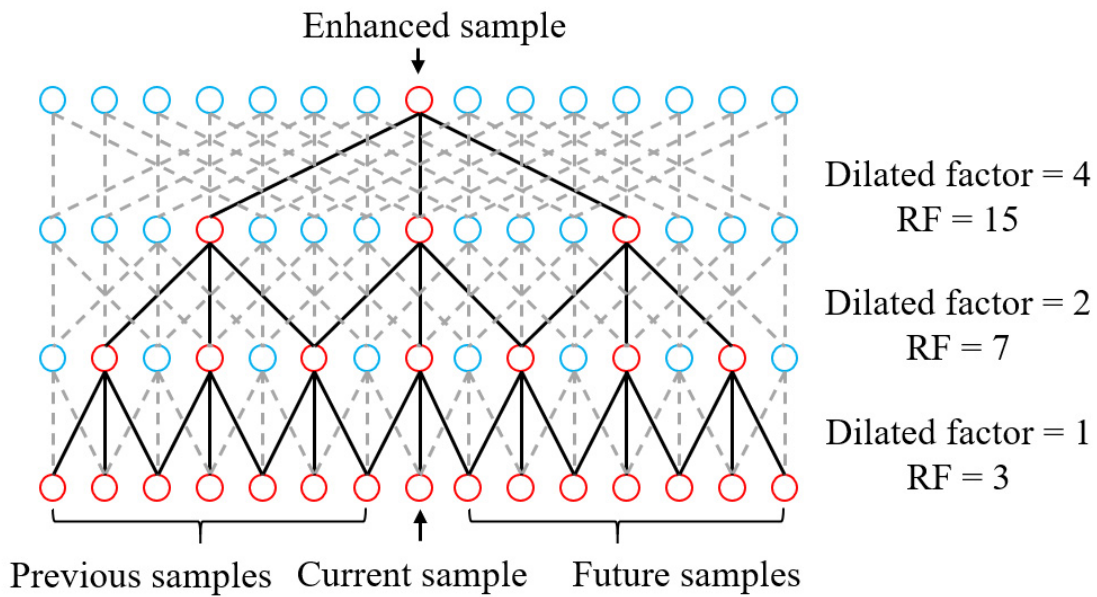 Enhanced sample
Dilated factor = 4
RF = 15
Dilated factor = 2
RF = 7
Dilated factor = 1
RF = 3
Previous samples
Current sample
Future samples